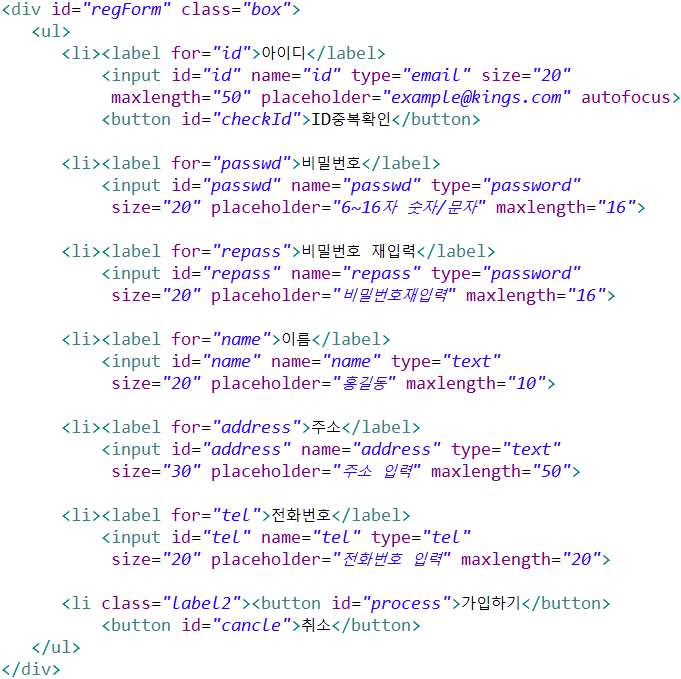 <div id="regForm" class="box">
<ul>
<li><label for="id">아이디</label>
<input id="id" name="id" type="email" size="20"
maxlength="50" placeholder="example@kings.com" autofocus>
<button id="checkId">ID중복확인</button>
<li><label for="passwd">비밀번호</label>
<input id="passwd" name="passwd" type="password"
size="20" placeholder="6~16자 숫자/문자" maxlength="16">
<li><label for="repass">비밀번호 재입력</label>
<input id="repass" name="repass" type="password"
size="20" placeholder="비밀번호재입력" maxlength="16">
<li><label for="name">이름</label>
<input id="name" name="name" type="text"
size="20" placeholder="홍길동" maxlength="10">
<li><label for="address">주소</label>
<input id="address" name="address" type="text"
size="30" placeholder="주소 입력" maxlength="50">
<li><label for="tel">전화번호</label>
<input id="tel" name="tel" type="tel"
size="20" placeholder="전화번호 입력" maxlength="20">
<li class="label2"><button id="process">가입하기</button>
<button id="cancle">취소</button>
</ul>
</div>